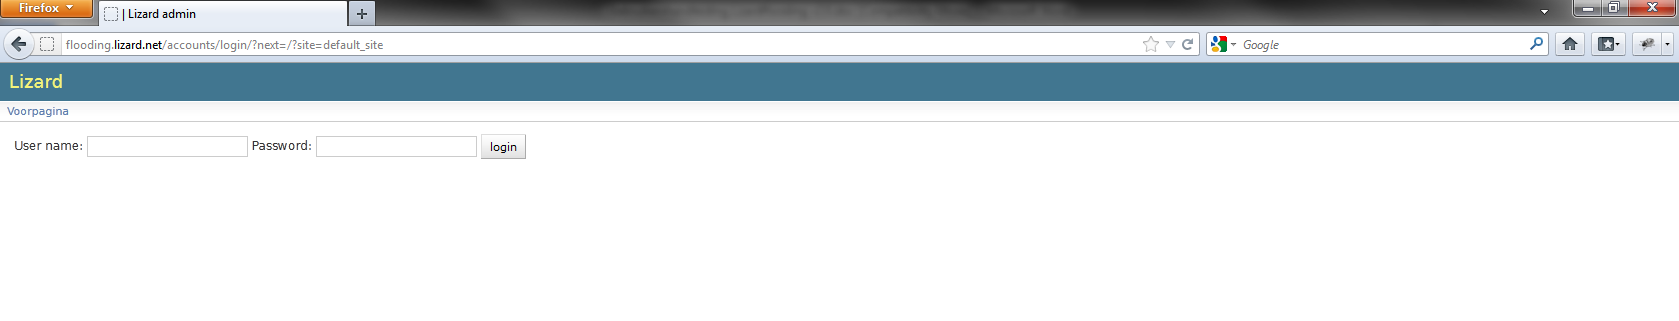 Firefox
| Lizard admin
flooding.lizard.net/accounts/login/?next=/?site=default_site
Google
Lizard
Voorpagina
User name: Password: login